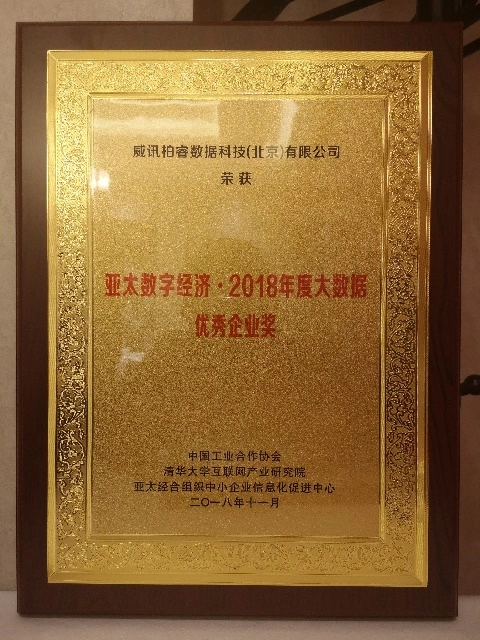 威讯柏睿数据科技(北京)有限公司
荣获
亚太数字经济·2018年度大数据
优秀企业奖
中国工业合作协会
清华大学互联网产业研究院
亚太经合组织中小企业信息化促进中心
二〇一八年十一月